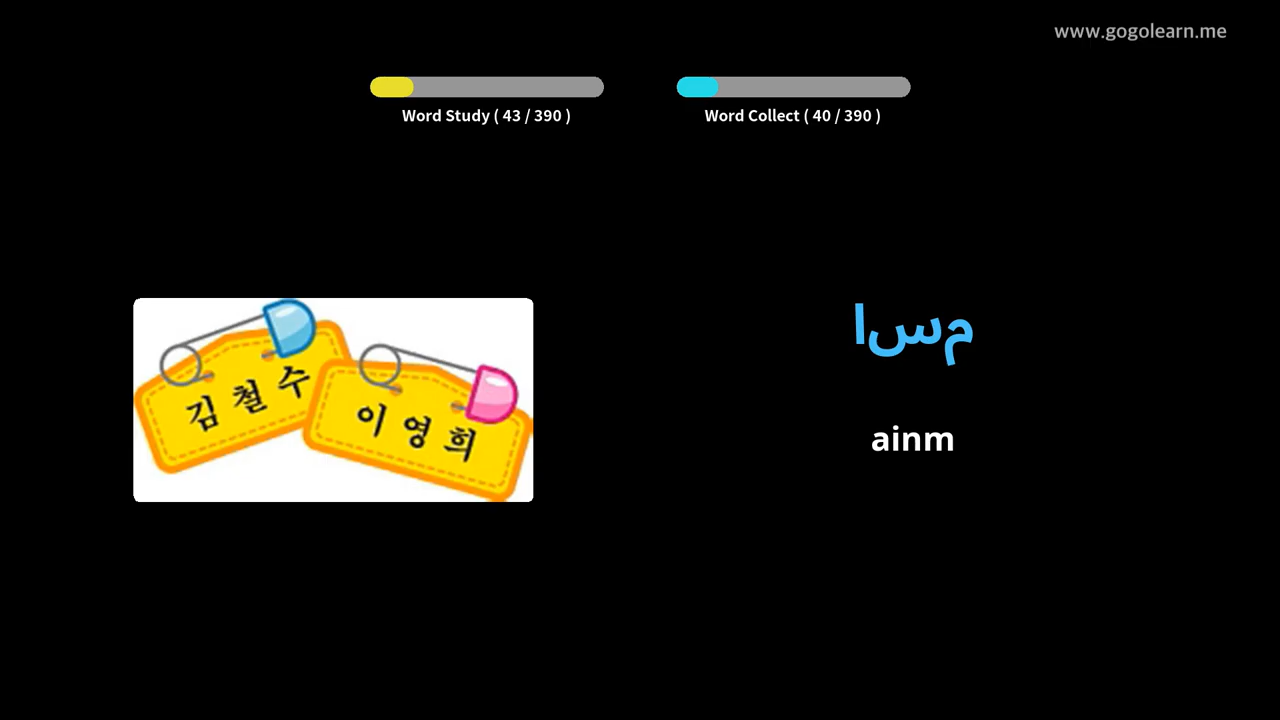 www.gogolearn.me
Word Study ( 43 / 390 )
Word Collect ( 40 / 390 )
김철수
이영희
اسم
ainm